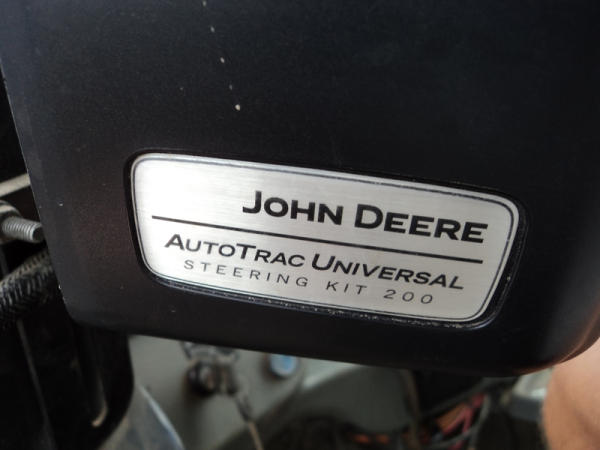 JOHN DEERE
AUTOTRAC UNIVERSAL
STEERING KIT 200